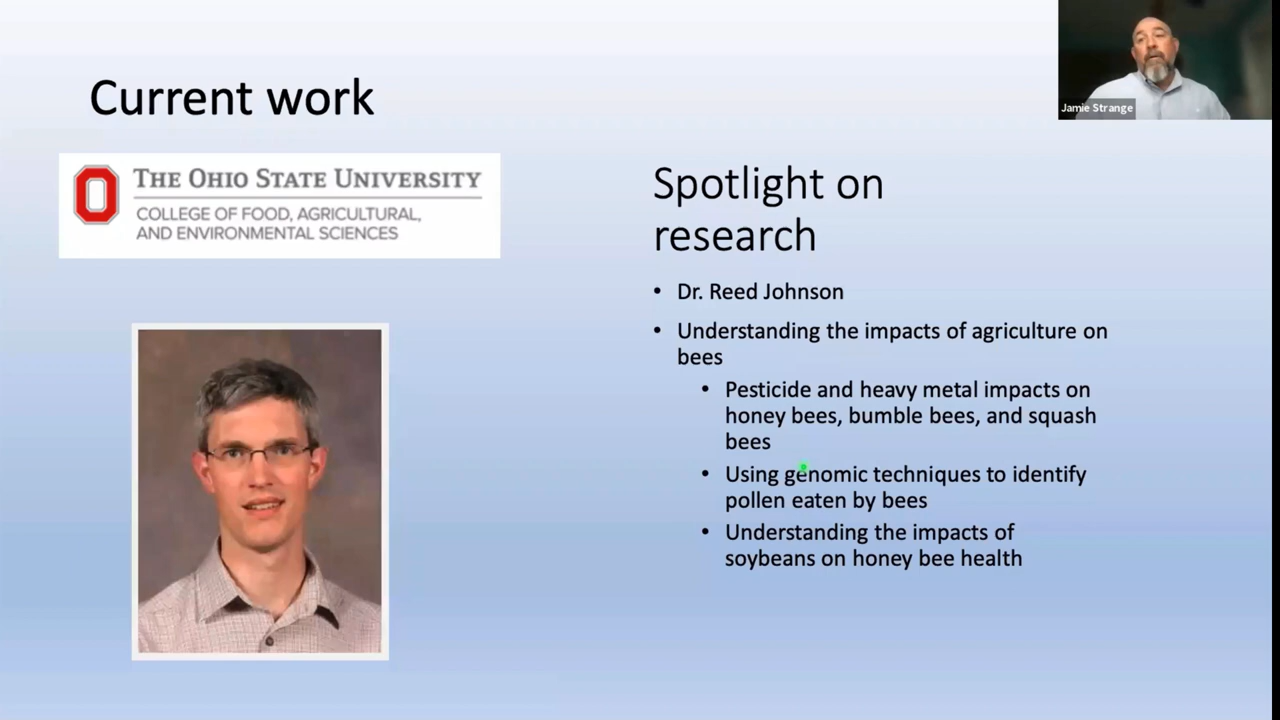 Current work
Jamie Strange
THE OHIO STATE UNIVERSITY
COLLEGE OF FOOD, AGRICULTURAL,
AND ENVIRONMENTAL SCIENCES
Spotlight on
research
• Dr. Reed Johnson
• Understanding the impacts of agriculture on
bees
• Pesticide and heavy metal impacts on
honey bees, bumble bees, and squash
bees
• Using genomic techniques to identify
pollen eaten by bees
• Understanding the impacts of
soybeans on honey bee health